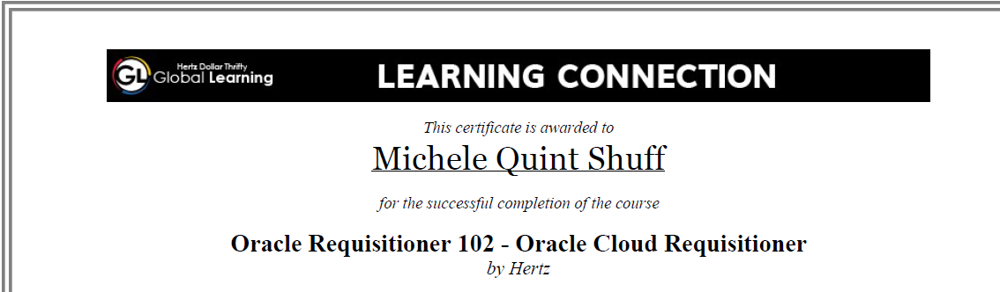 GL
Hertz Dollar Thrifty
Global Learning
LEARNING CONNECTION
This certificate is awarded to
Michele Quint Shuff
for the successful completion of the course
Oracle Requisitioner 102 - Oracle Cloud Requisitioner
by Hertz